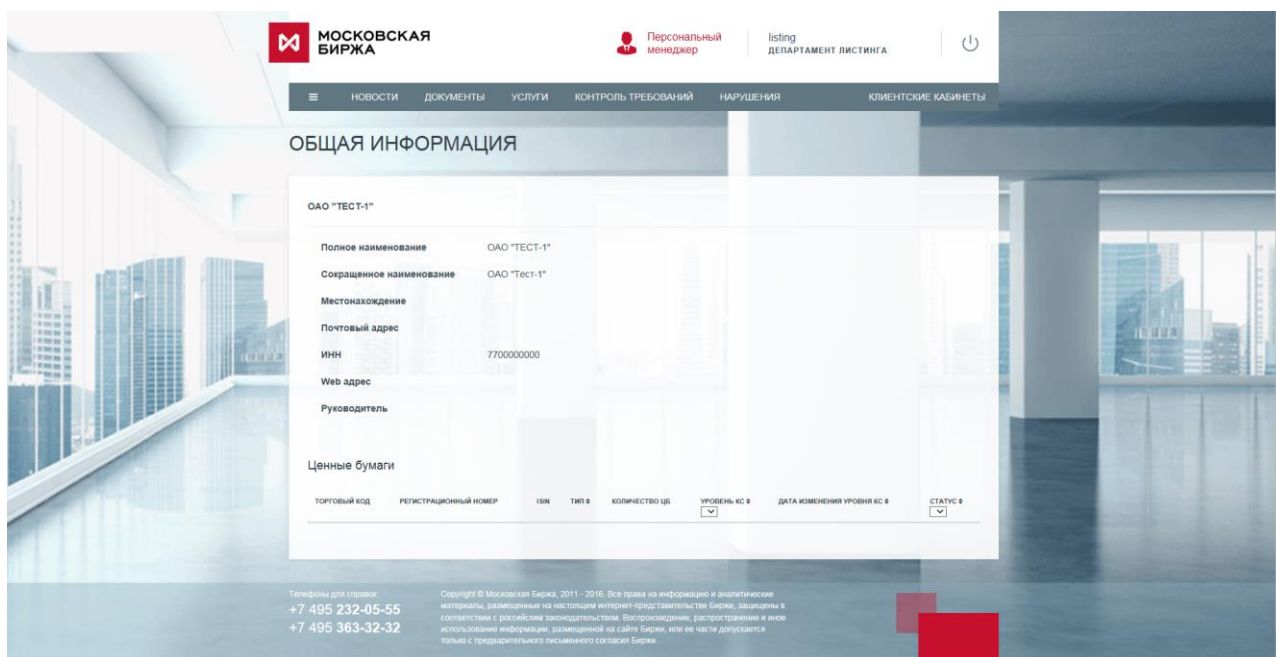 МОСКОВСКАЯ
БИРЖА
Персональный
менеджер
listing
ДЕПАРТАМЕНТ ЛИСТИНГА
НОВОСТИ ДОКУМЕНТЫ УСЛУГИ КОНТРОЛЬ ТРЕБОВАНИЙ НАРУШЕНИЯ КЛИЕНТСКИЕ КАБИНЕТЫ
ОБЩАЯ ИНФОРМАЦИЯ
ОАО "ТЕСТ-1"
Полное наименование ОАО "ТЕСТ-1"
Сокращенное наименование ОАО "Тест-1"
Местонахождение
Почтовый адрес
ИНН 7700000000
Web адрес
Руководитель
Ценные бумаги
ТОРГОВЫЙ КОД РЕГИСТРАЦИОННЫЙ НОМЕР ISIN ТИП КОЛИЧЕСТВО ЦБ УРОВЕНЬ КС ДАТА ИЗМЕНЕНИЯ УРОВНЯ КС СТАТУС
Телефоны для справок:
+7 495 232-05-55
+7 495 363-32-32
Copyright © Московская Биржа, 2011 - 2016. Все права на информацию и аналитические
материалы, размещенные на настоящем интернет-представительстве Биржи, защищены в
соответствии с российским законодательством. Воспроизведение, распространение и иное
использование информации, размещенной на сайте Биржи, или ее части допускается
только с предварительного письменного согласия Биржи.